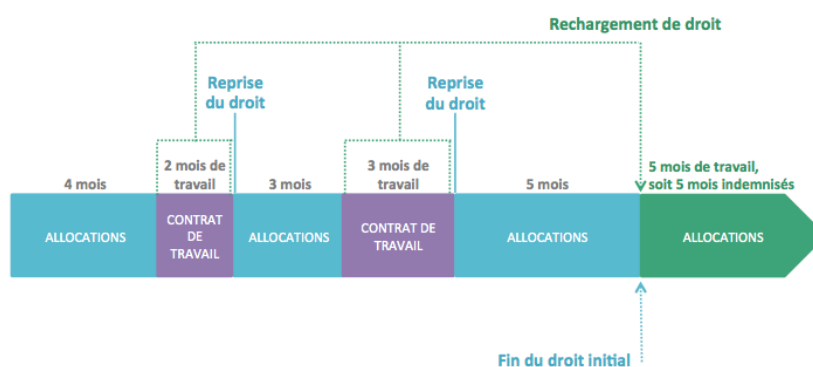 Rechargement de droit
Reprise
du droit
Reprise
du droit
4 mois
2 mois de
travail
3 mois
3 mois de
travail
5 mois
5 mois de travail,
soit 5 mois indemnisés
ALLOCATIONS
CONTRAT
DE
TRAVAIL
ALLOCATIONS
CONTRAT DE
TRAVAIL
ALLOCATIONS
ALLOCATIONS
Fin du droit initial